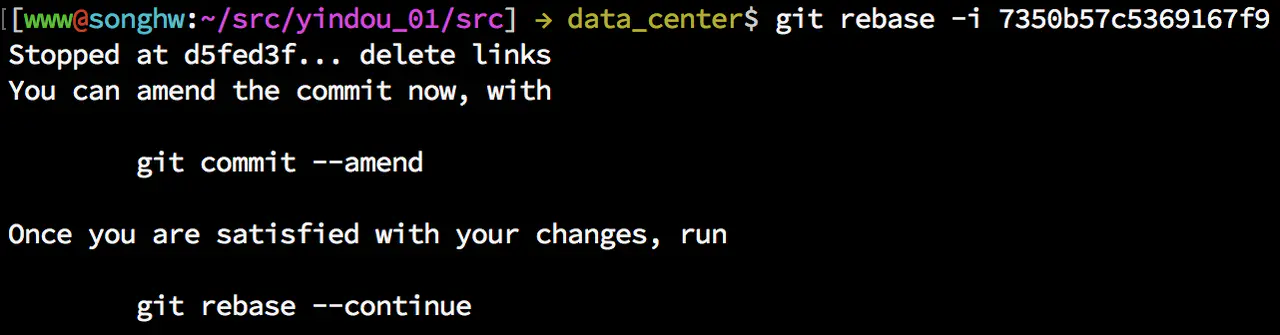 [[www@songhw:~/src/yindou_01/src] → data_center$ git rebase -i 7350b57c5369167f9
Stopped at d5fed3f... delete links
You can amend the commit now, with
git commit --amend
Once you are satisfied with your changes, run
git rebase --continue